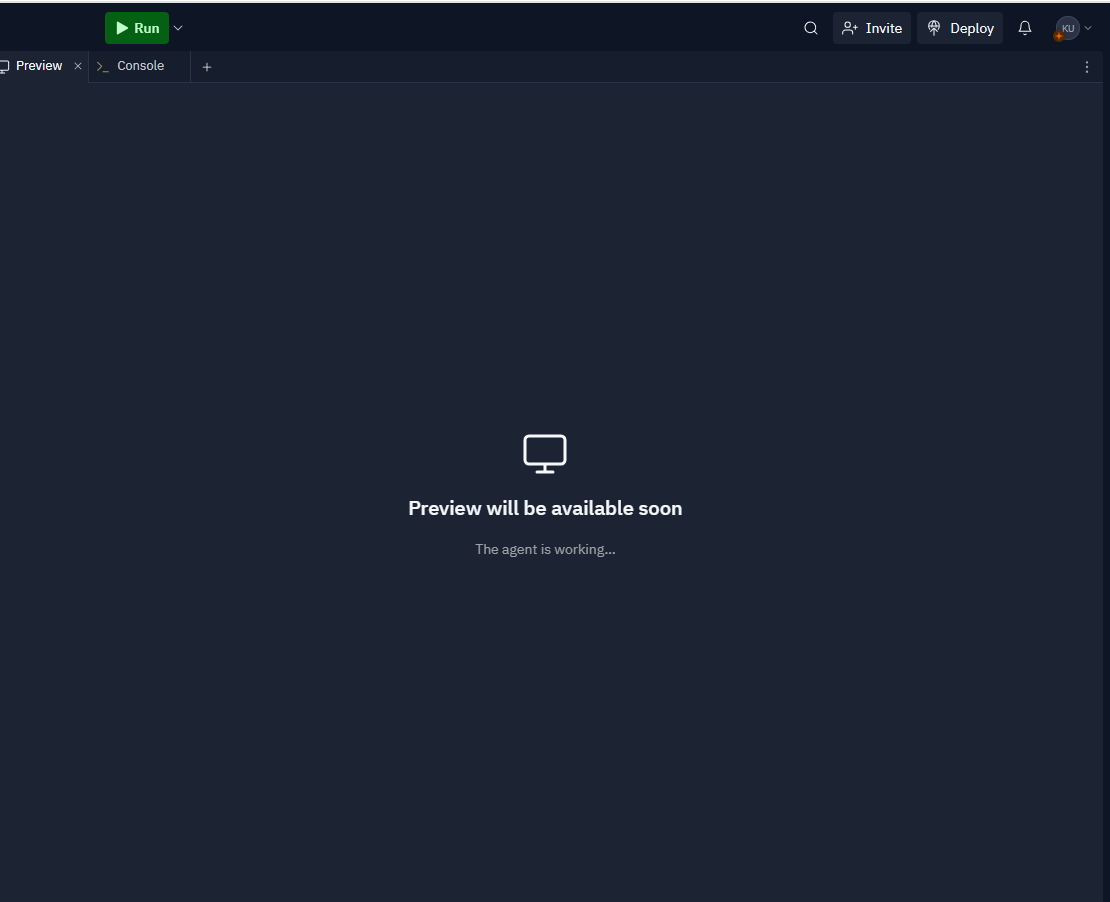 Run
Invite
Deploy
KU
Preview
Console
Preview will be available soon
The agent is working...